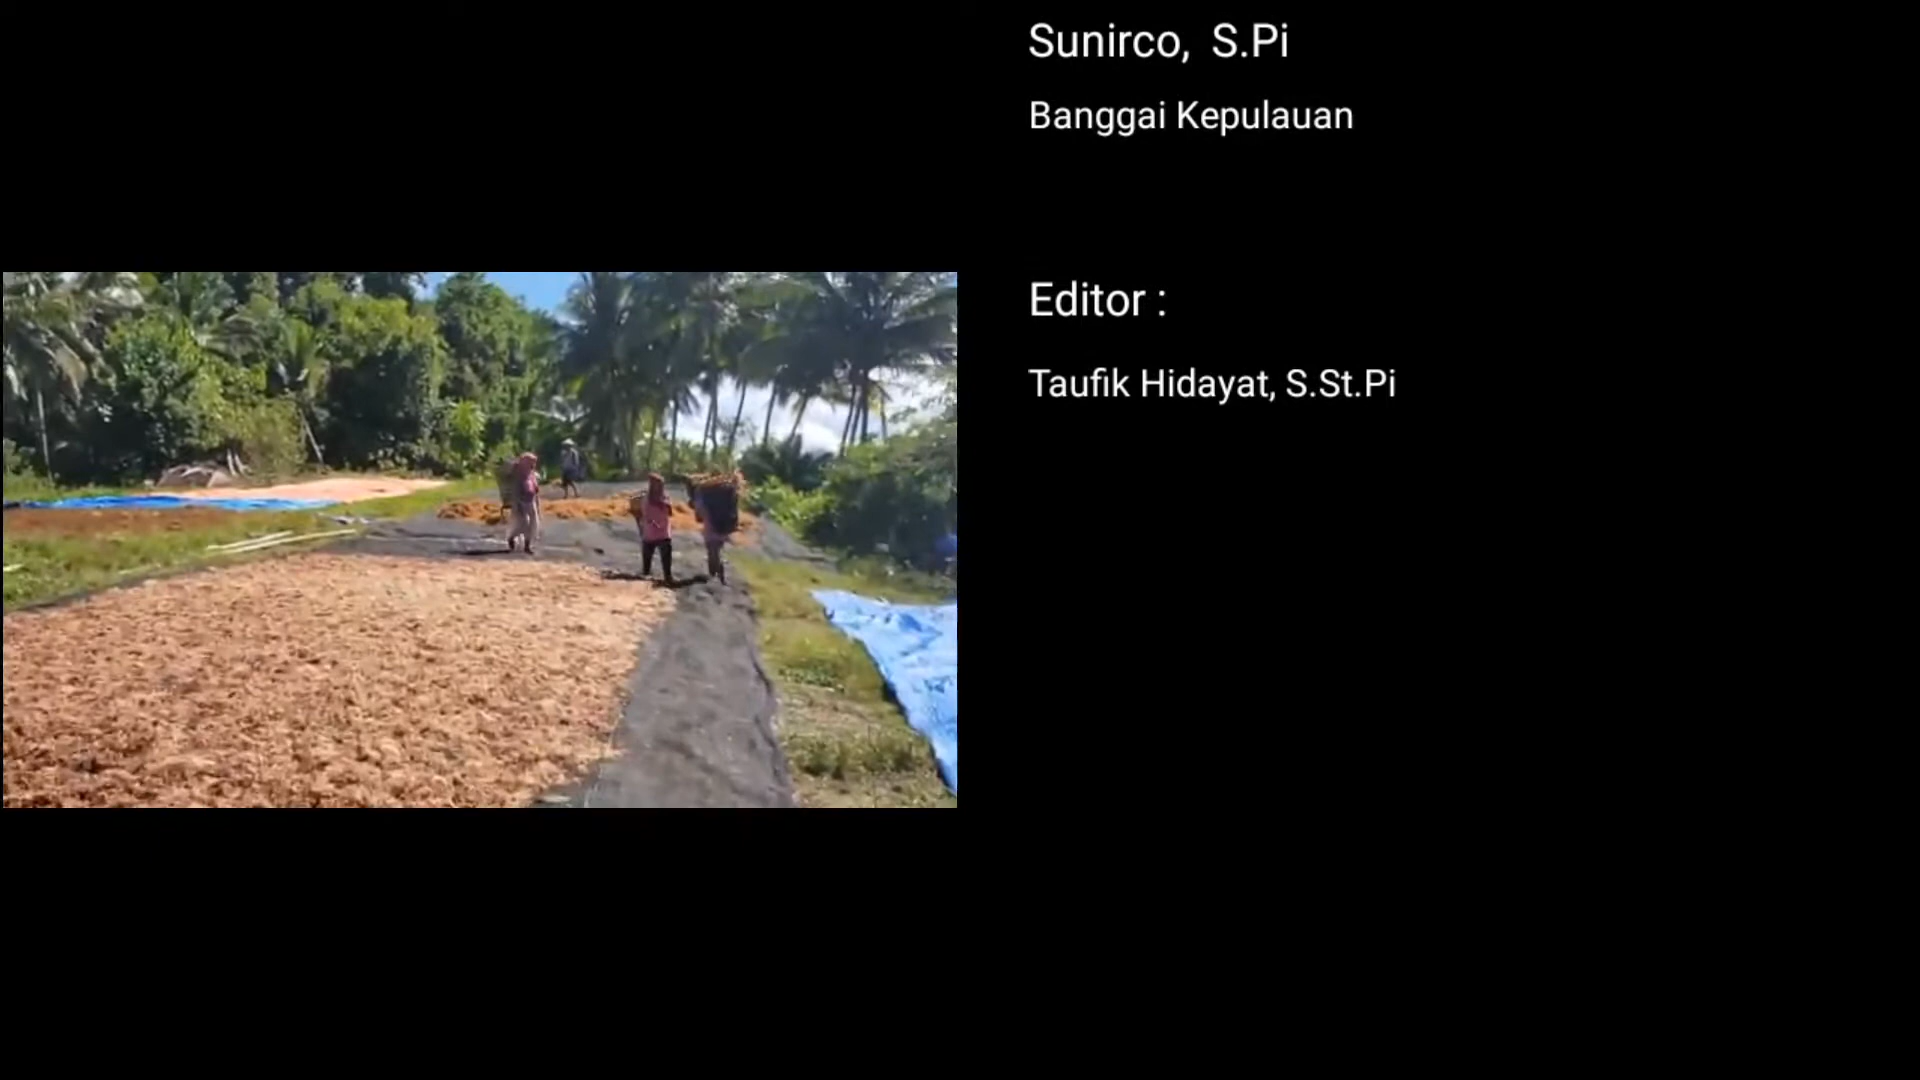 Sunirco, S.Pi
Banggai Kepulauan
Editor :
Taufik Hidayat, S.St.Pi